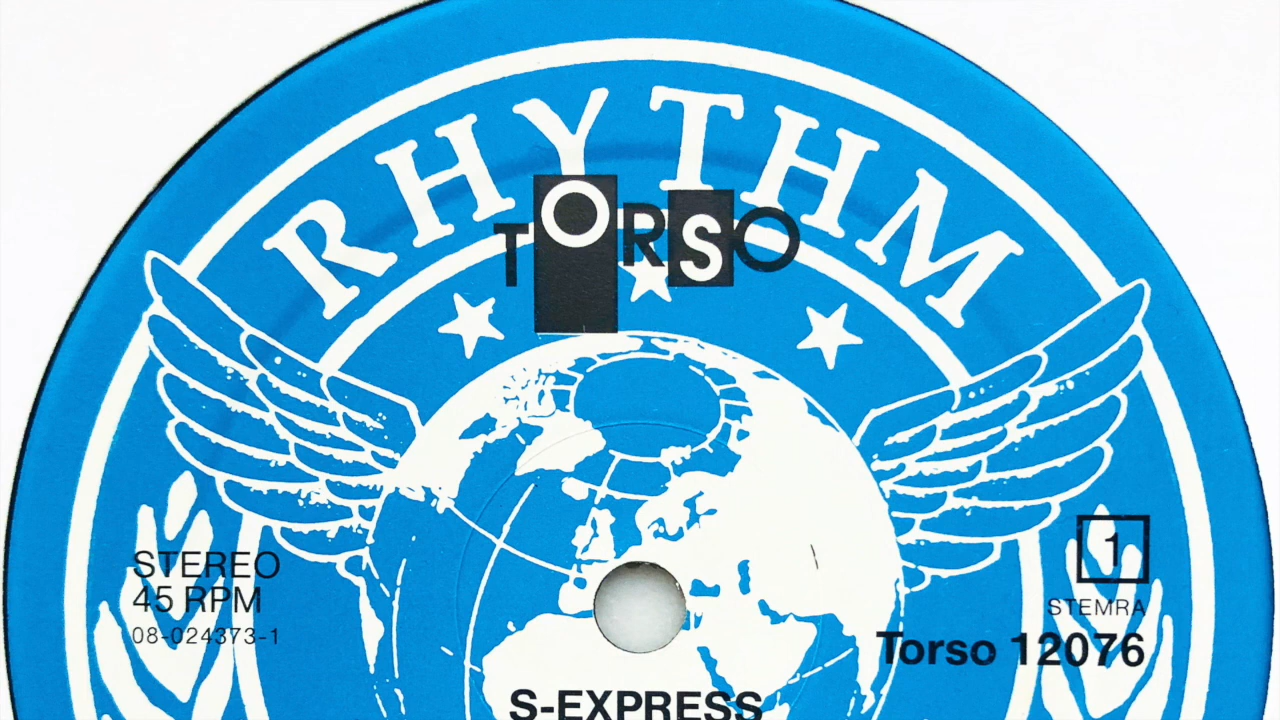 RHYTHM
TORSO
STEREO
45 RPM
08-024373-1
1
STEMRA
Torso 12076
S-EXPRESS